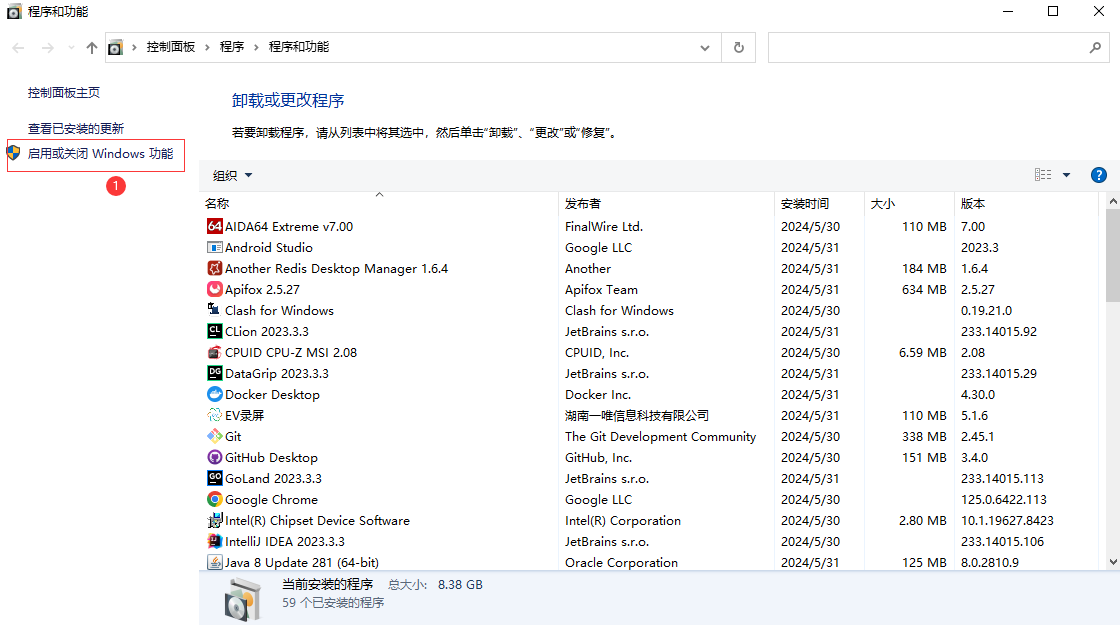 程序和功能
控制面板 › 程序 › 程序和功能
控制面板主页
查看已安装的更新
启用或关闭 Windows 功能
1
卸载或更改程序
若要卸载程序，请从列表中将其选中，然后单击“卸载”、“更改”或“修复”。
组织
名称 发布者 安装时间 大小 版本
AIDA64 Extreme v7.00 FinalWire Ltd. 2024/5/30 110 MB 7.00
Android Studio Google LLC 2024/5/31 2023.3
Another Redis Desktop Manager 1.6.4 Another 2024/5/31 184 MB 1.6.4
Apifox 2.5.27 Apifox Team 2024/5/31 634 MB 2.5.27
Clash for Windows Clash for Windows 2024/5/30 0.19.21.0
CLion 2023.3.3 JetBrains s.r.o. 2024/5/31 233.14015.92
CPUID CPU-Z MSI 2.08 CPUID, Inc. 2024/5/30 6.59 MB 2.08
DataGrip 2023.3.3 JetBrains s.r.o. 2024/5/31 233.14015.29
Docker Desktop Docker Inc. 2024/5/31 4.30.0
EV录屏 湖南一唯信息科技有限公司 2024/5/31 110 MB 5.1.6
Git The Git Development Community 2024/5/30 338 MB 2.45.1
GitHub Desktop GitHub, Inc. 2024/5/30 151 MB 3.4.0
GoLand 2023.3.3 JetBrains s.r.o. 2024/5/31 233.14015.113
Google Chrome Google LLC 2024/5/30 125.0.6422.113
Intel(R) Chipset Device Software Intel(R) Corporation 2024/5/30 2.80 MB 10.1.19627.8423
IntelliJ IDEA 2023.3.3 JetBrains s.r.o. 2024/5/30 233.14015.106
Java 8 Update 281 (64-bit) Oracle Corporation 2024/5/31 125 MB 8.0.2810.9
当前安装的程序 总大小: 8.38 GB
59 个已安装的程序